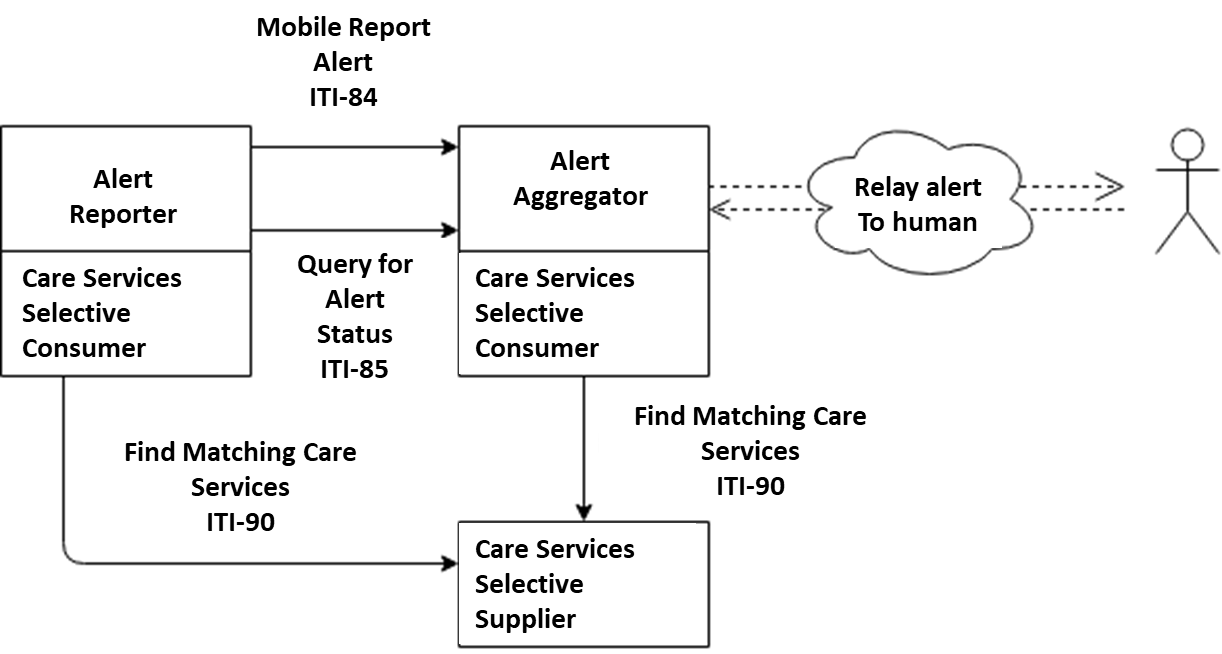 Mobile Report
Alert
ITI-84
Alert
Reporter
Alert
Aggregator
Relay alert
To human
Care Services
Selective
Consumer
Query for
Alert
Status
ITI-85
Care Services
Selective
Consumer
Find Matching Care
Services
ITI-90
Find Matching Care
Services
ITI-90
Care Services
Selective
Supplier